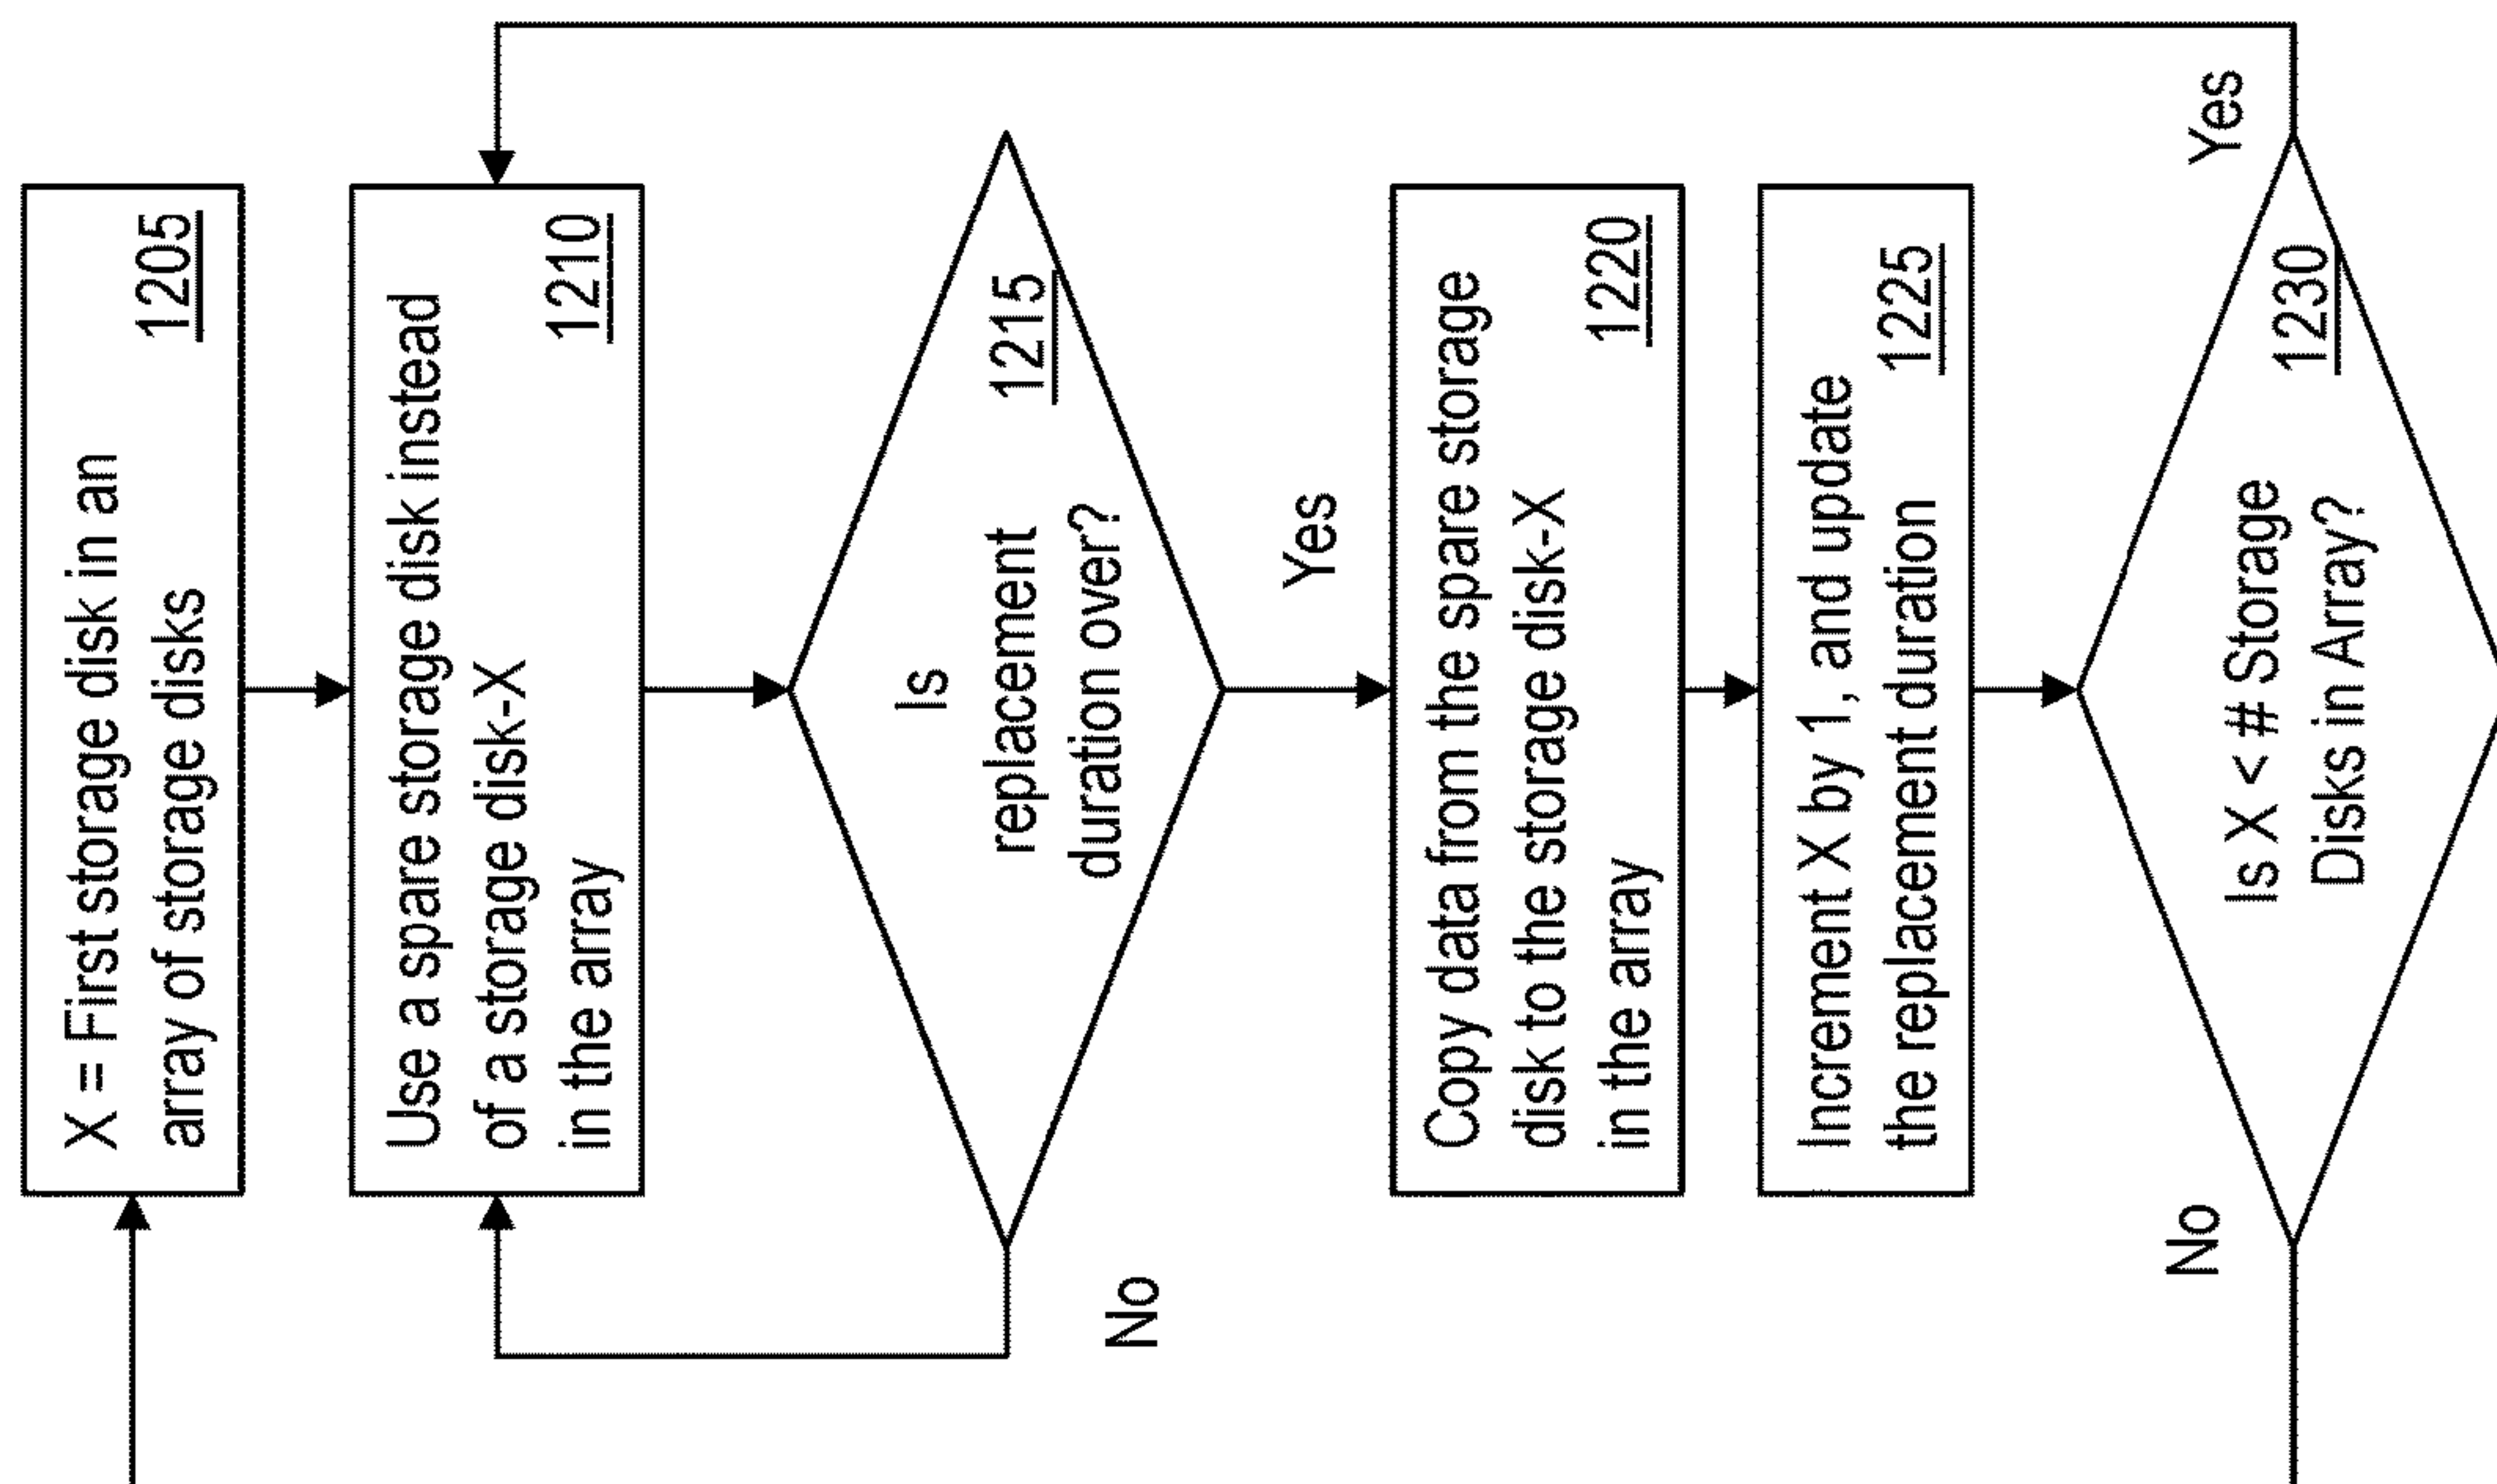 X = First storage disk in an
array of storage disks
1205
Use a spare storage disk instead
of a storage disk-X
in the array
1210
Is
replacement
duration over?
1215
No
Yes
Copy data from the spare storage
disk to the storage disk-X
in the array
1220
Increment X by 1, and update
the replacement duration
1225
Is X < # Storage
Disks in Array?
1230
No
Yes